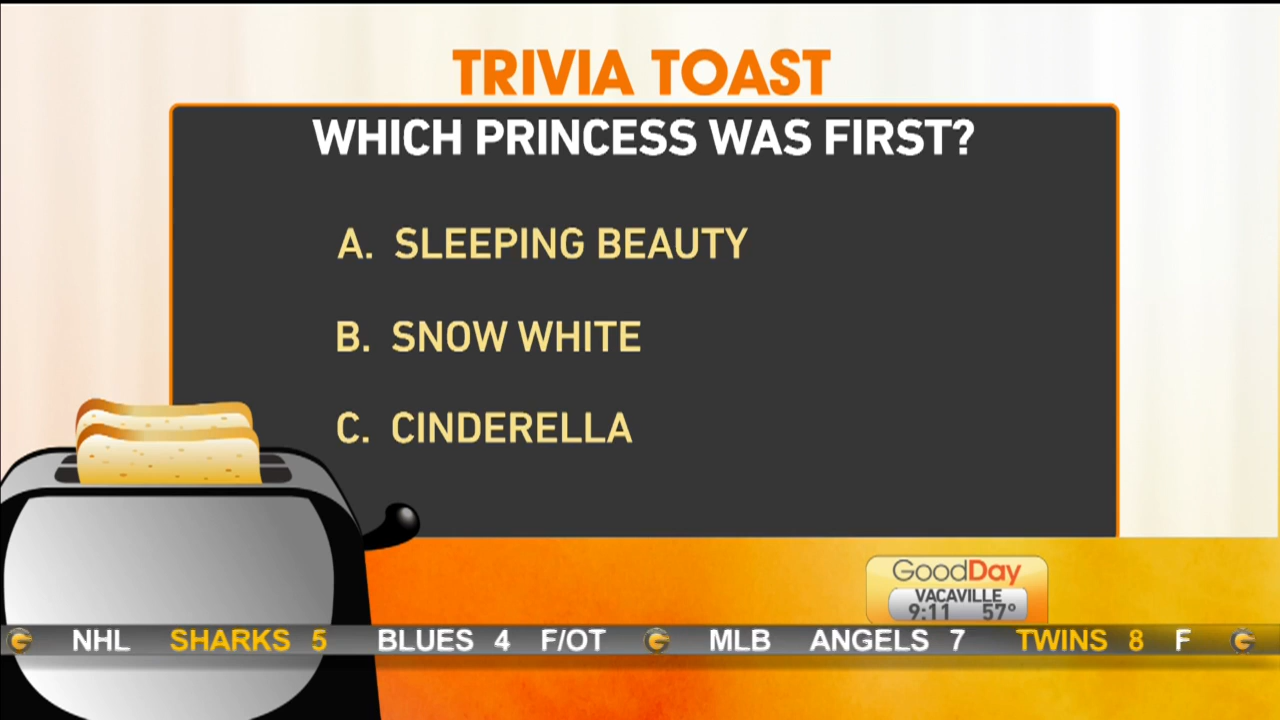 TRIVIA TOAST
WHICH PRINCESS WAS FIRST?
A. SLEEPING BEAUTY
B. SNOW WHITE
C. CINDERELLA
GoodDay
VACAVILLE
9:11 57°
NHL SHARKS 5 BLUES 4 F/OT MLB ANGELS 7 TWINS 8 F